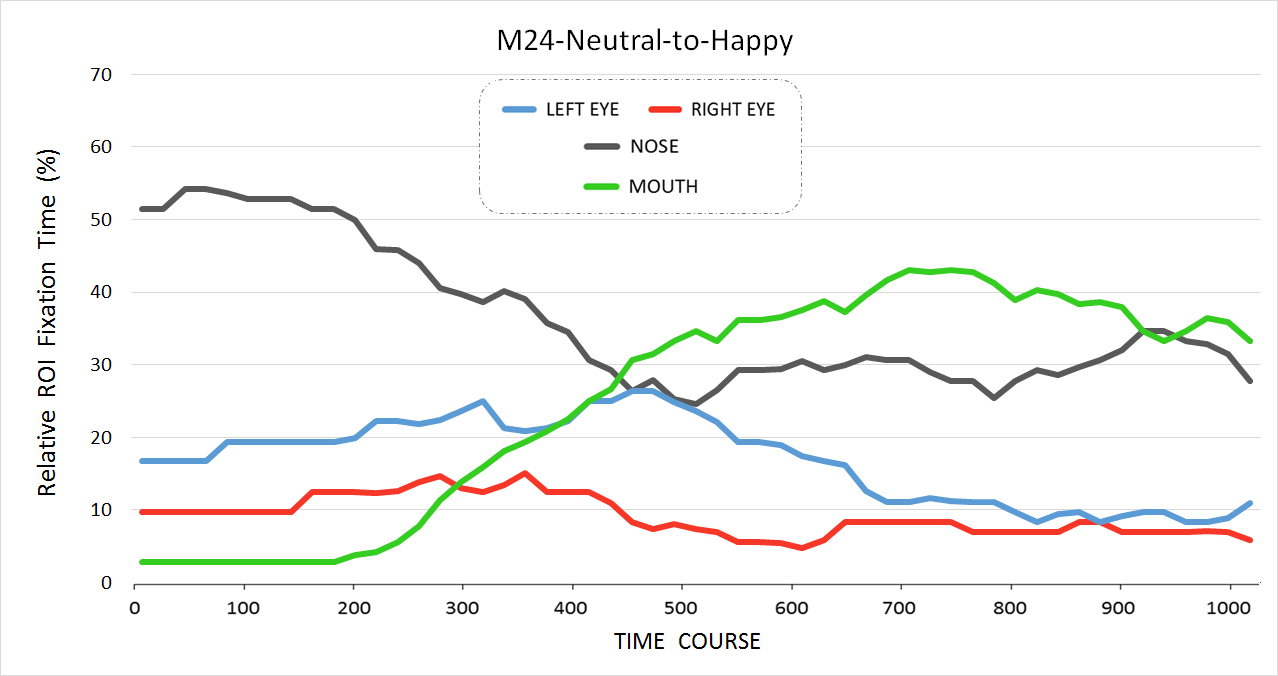 M24-Neutral-to-Happy
LEFT EYE RIGHT EYE
NOSE
MOUTH
Relative ROI Fixation Time (%)
70
60
50
40
30
20
10
0
0 100 200 300 400 500 600 700 800 900 1000
TIME COURSE